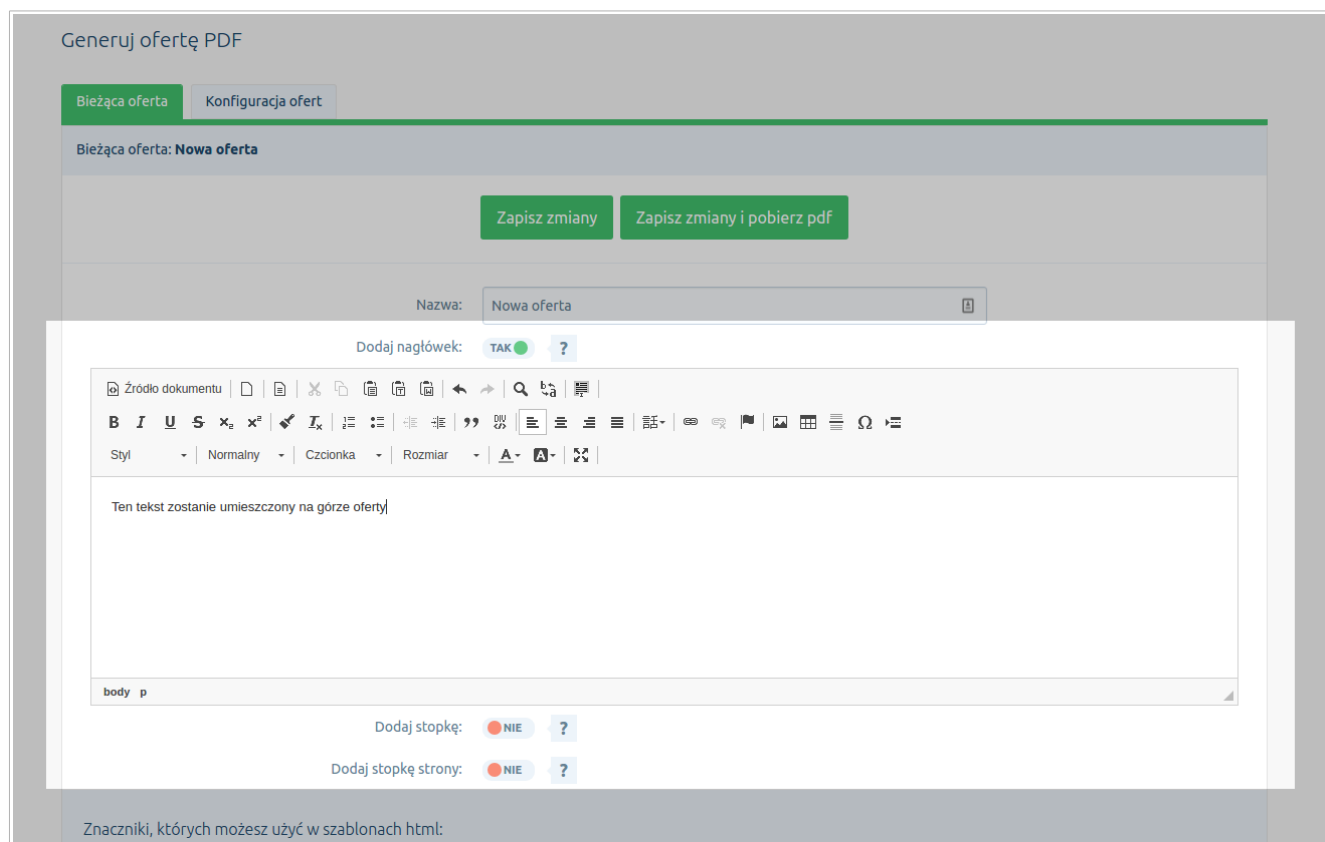 Generuj ofertę PDF
Bieżąca oferta Konfiguracja ofert
Bieżąca oferta: Nowa oferta
Zapisz zmiany Zapisz zmiany i pobierz pdf
Nazwa: Nowa oferta
Dodaj nagłówek: TAK ?
Źródło dokumentu
Styl Normalny Czcionka Rozmiar
Ten tekst zostanie umieszczony na górze oferty
body p
Dodaj stopkę: NIE ?
Dodaj stopkę strony: NIE ?
Znaczniki, których możesz użyć w szablonach html: